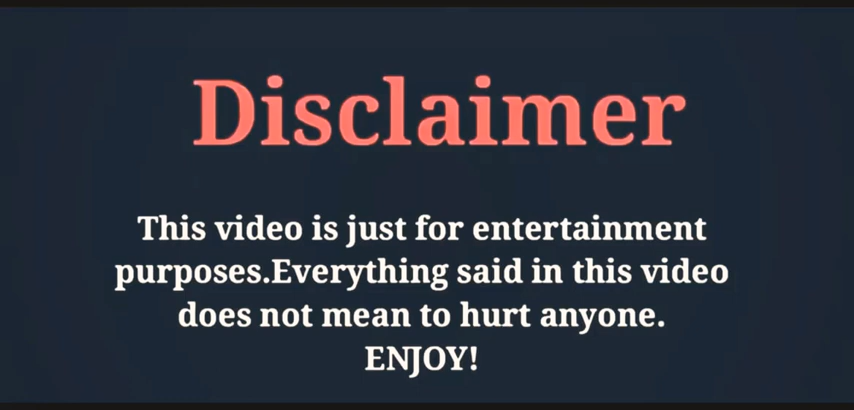 Disclaimer
This video is just for entertainment
purposes.Everything said in this video
does not mean to hurt anyone.
ENJOY!